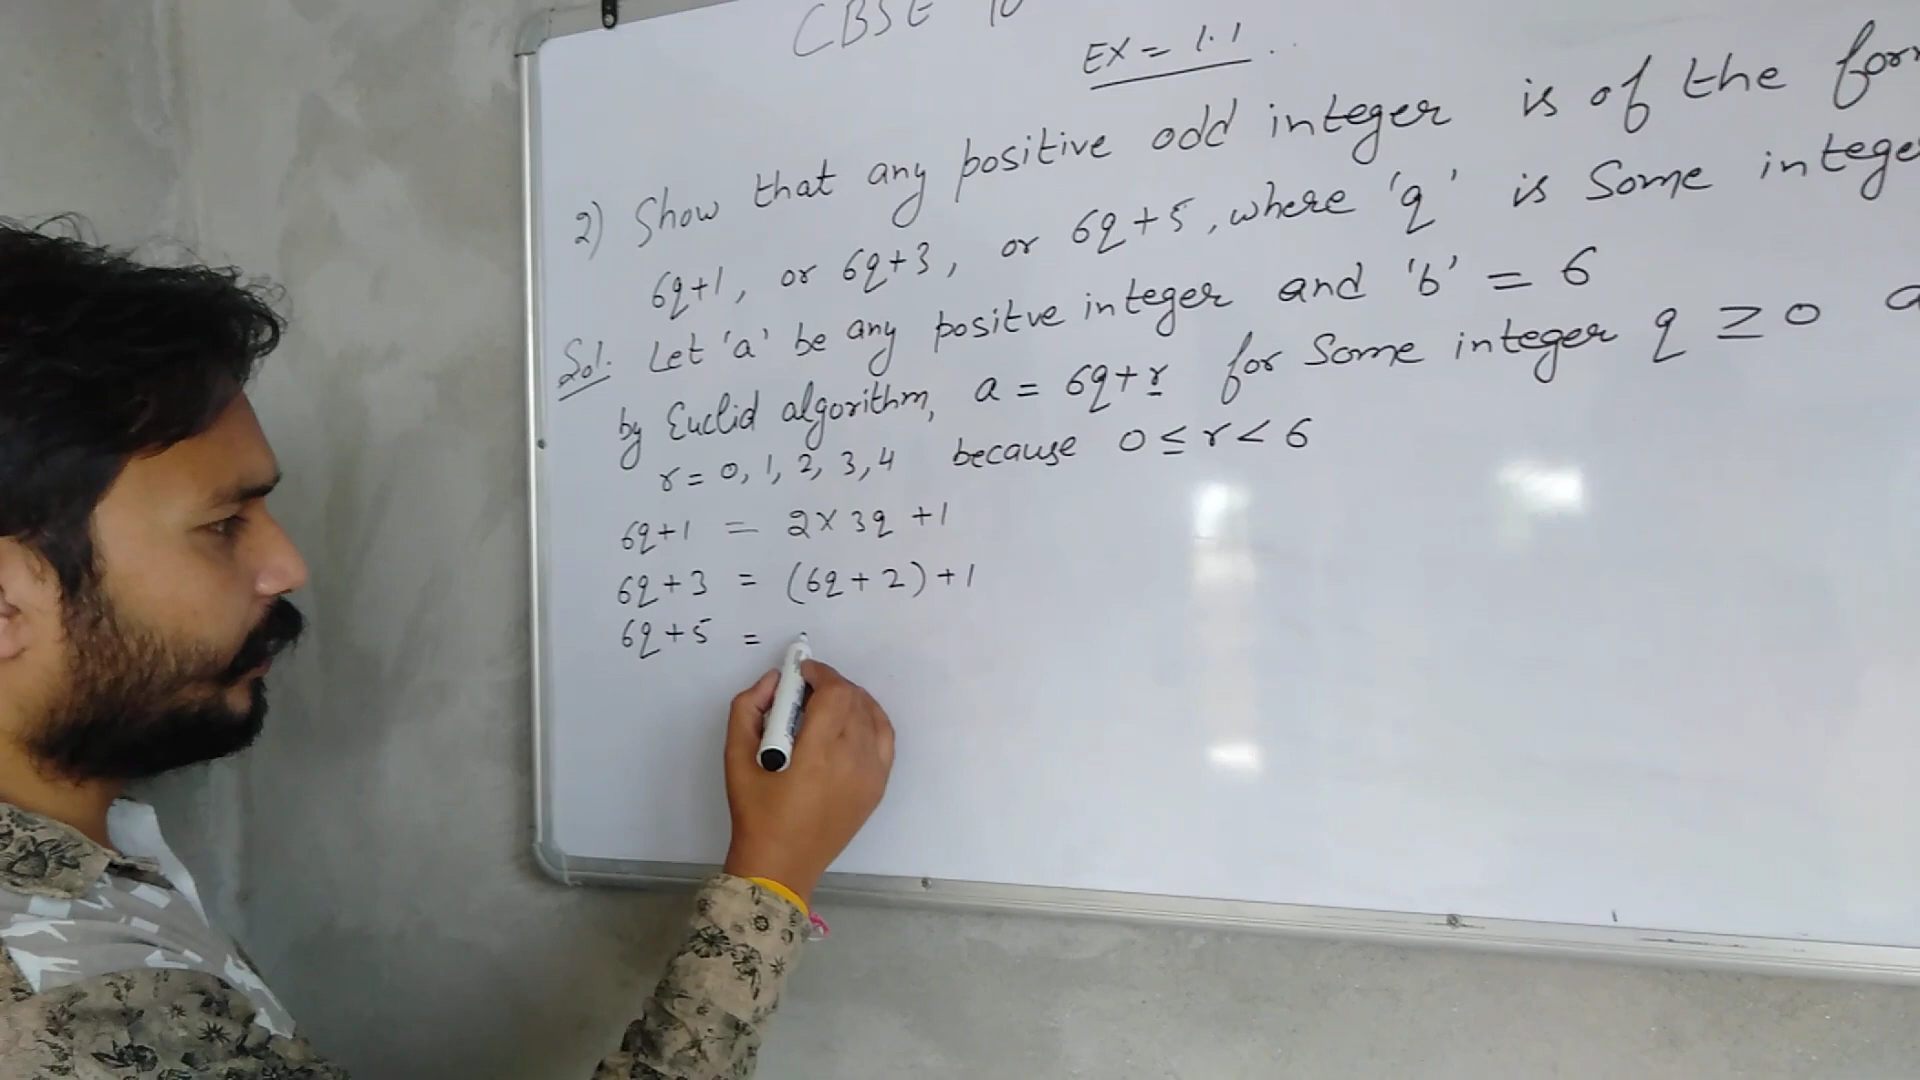 CBSE 10
EX = 1.1
2) Show that any positive odd integer is of the form
6q+1, or 6q+3, or 6q+5, where 'q' is Some intege
Sol. Let 'a' be any positve integer and 'b' = 6
by Euclid algorithm, a = 6q+r for Some integer q ≥ 0 a
r = 0, 1, 2, 3, 4 because 0 ≤ r < 6
6q+1 = 2×3q +1
6q+3 = (6q+2)+1
6q+5 =